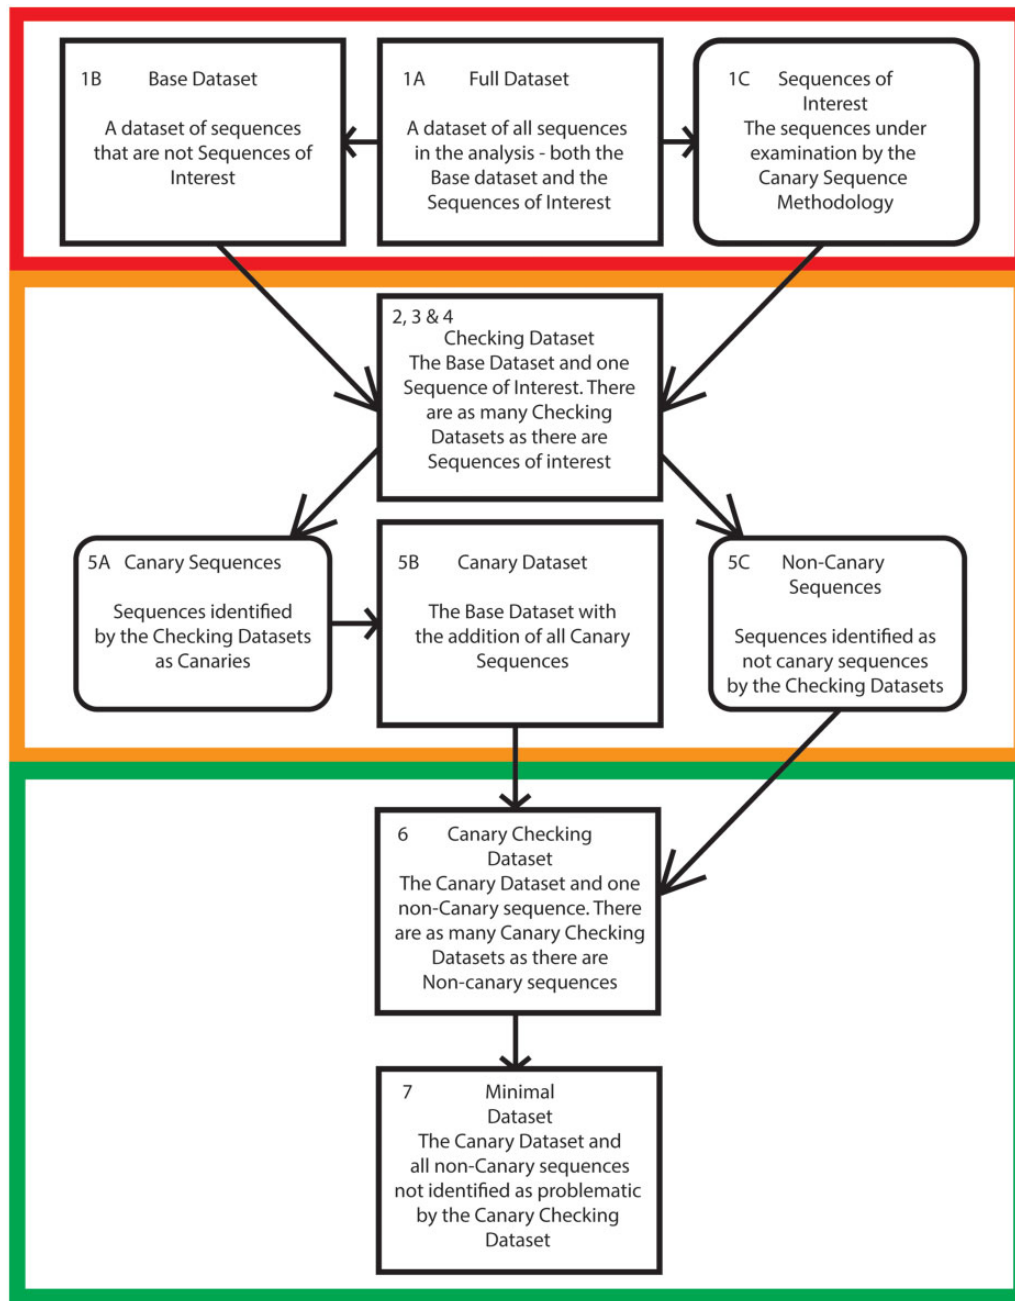 1B Base Dataset
A dataset of sequences
that are not Sequences of
Interest
1A Full Dataset
A dataset of all sequences
in the analysis - both the
Base dataset and the
Sequences of Interest
1C Sequences of
Interest
The sequences under
examination by the
Canary Sequence
Methodology
2, 3 & 4
Checking Dataset
The Base Dataset and one
Sequence of Interest. There
are as many Checking
Datasets as there are
Sequences of interest
5A Canary Sequences
Sequences identified
by the Checking Datasets
as Canaries
5B Canary Dataset
The Base Dataset with
the addition of all Canary
Sequences
5C Non-Canary
Sequences
Sequences identified as
not canary sequences
by the Checking Datasets
6 Canary Checking
Dataset
The Canary Dataset and one
non-Canary sequence. There
are as many Canary Checking
Datasets as there are
Non-canary sequences
7 Minimal
Dataset
The Canary Dataset and
all non-Canary sequences
not identified as problematic
by the Canary Checking
Dataset